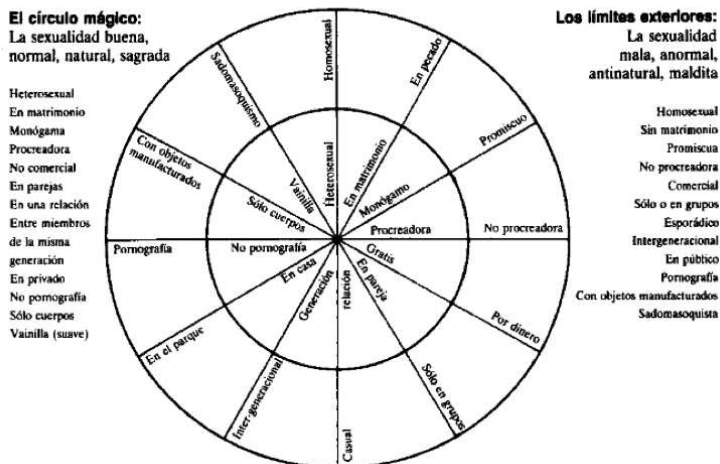 El círculo mágico:
La sexualidad buena,
normal, natural, sagrada
Heterosexual
En matrimonio
Monógama
Procreadora
No comercial
En parejas
En una relación
Entre miembros
de la misma
generación
En privado
No pornografía
Sólo cuerpos
Vainilla (suave)
Los límites exteriores:
La sexualidad
mala, anormal,
antinatural, maldita
Homosexual
Sin matrimonio
Promiscua
No procreadora
Comercial
Sólo o en grupos
Esporádico
Intergeneracional
En público
Pornografía
Con objetos manufacturados
Sadomasoquista
Homosexual
En pecado
Promiscuo
No procreadora
Por dinero
Sólo en grupos
Casual
Inter-generacional
En el parque
Pornografía
Con objetos
manufacturados
Sadomasoquismo
Heterosexual
En matrimonio
Monógamo
Procreadora
Gratis
En pareja
relación
Generación
En casa
No pornografía
Sólo cuerpos
Vainilla